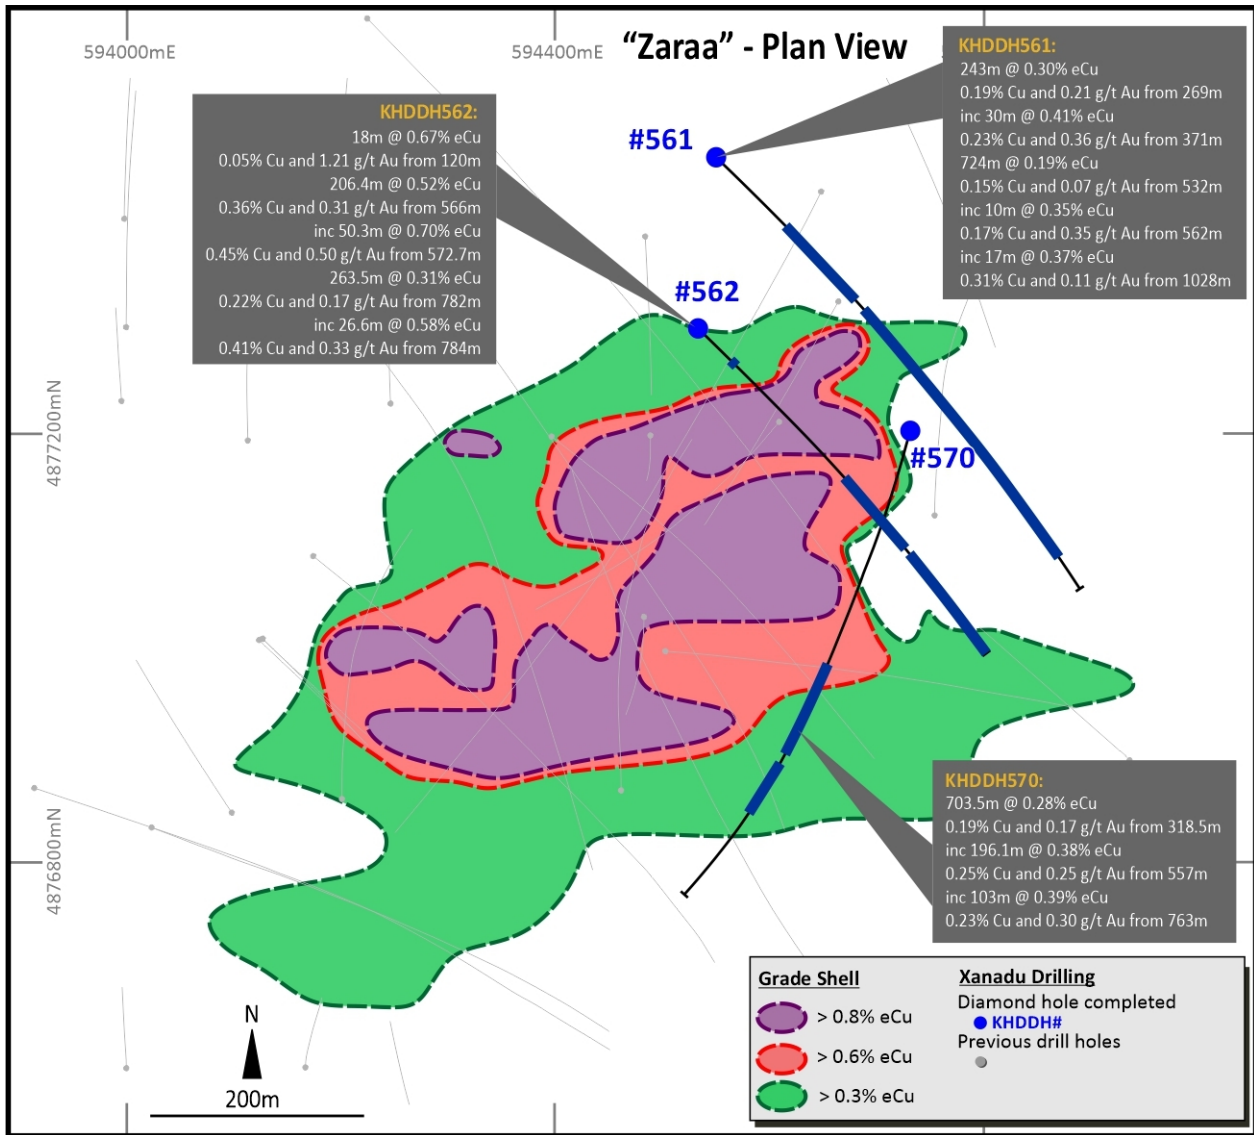 594000mE
594400mE
“Zaraa” - Plan View
KHDDH561:
243m @ 0.30% eCu
0.19% Cu and 0.21 g/t Au from 269m
inc 30m @ 0.41% eCu
0.23% Cu and 0.36 g/t Au from 371m
724m @ 0.19% eCu
0.15% Cu and 0.07 g/t Au from 532m
inc 10m @ 0.35% eCu
0.17% Cu and 0.35 g/t Au from 562m
inc 17m @ 0.37% eCu
0.31% Cu and 0.11 g/t Au from 1028m
KHDDH562:
18m @ 0.67% eCu
0.05% Cu and 1.21 g/t Au from 120m
206.4m @ 0.52% eCu
0.36% Cu and 0.31 g/t Au from 566m
inc 50.3m @ 0.70% eCu
0.45% Cu and 0.50 g/t Au from 572.7m
263.5m @ 0.31% eCu
0.22% Cu and 0.17 g/t Au from 782m
inc 26.6m @ 0.58% eCu
0.41% Cu and 0.33 g/t Au from 784m
#561
#562
#570
4877200mN
4876800mN
KHDDH570:
703.5m @ 0.28% eCu
0.19% Cu and 0.17 g/t Au from 318.5m
inc 196.1m @ 0.38% eCu
0.25% Cu and 0.25 g/t Au from 557m
inc 103m @ 0.39% eCu
0.23% Cu and 0.30 g/t Au from 763m
N
200m
Grade Shell
> 0.8% eCu
> 0.6% eCu
> 0.3% eCu
Xanadu Drilling
Diamond hole completed
KHDDH#
Previous drill holes